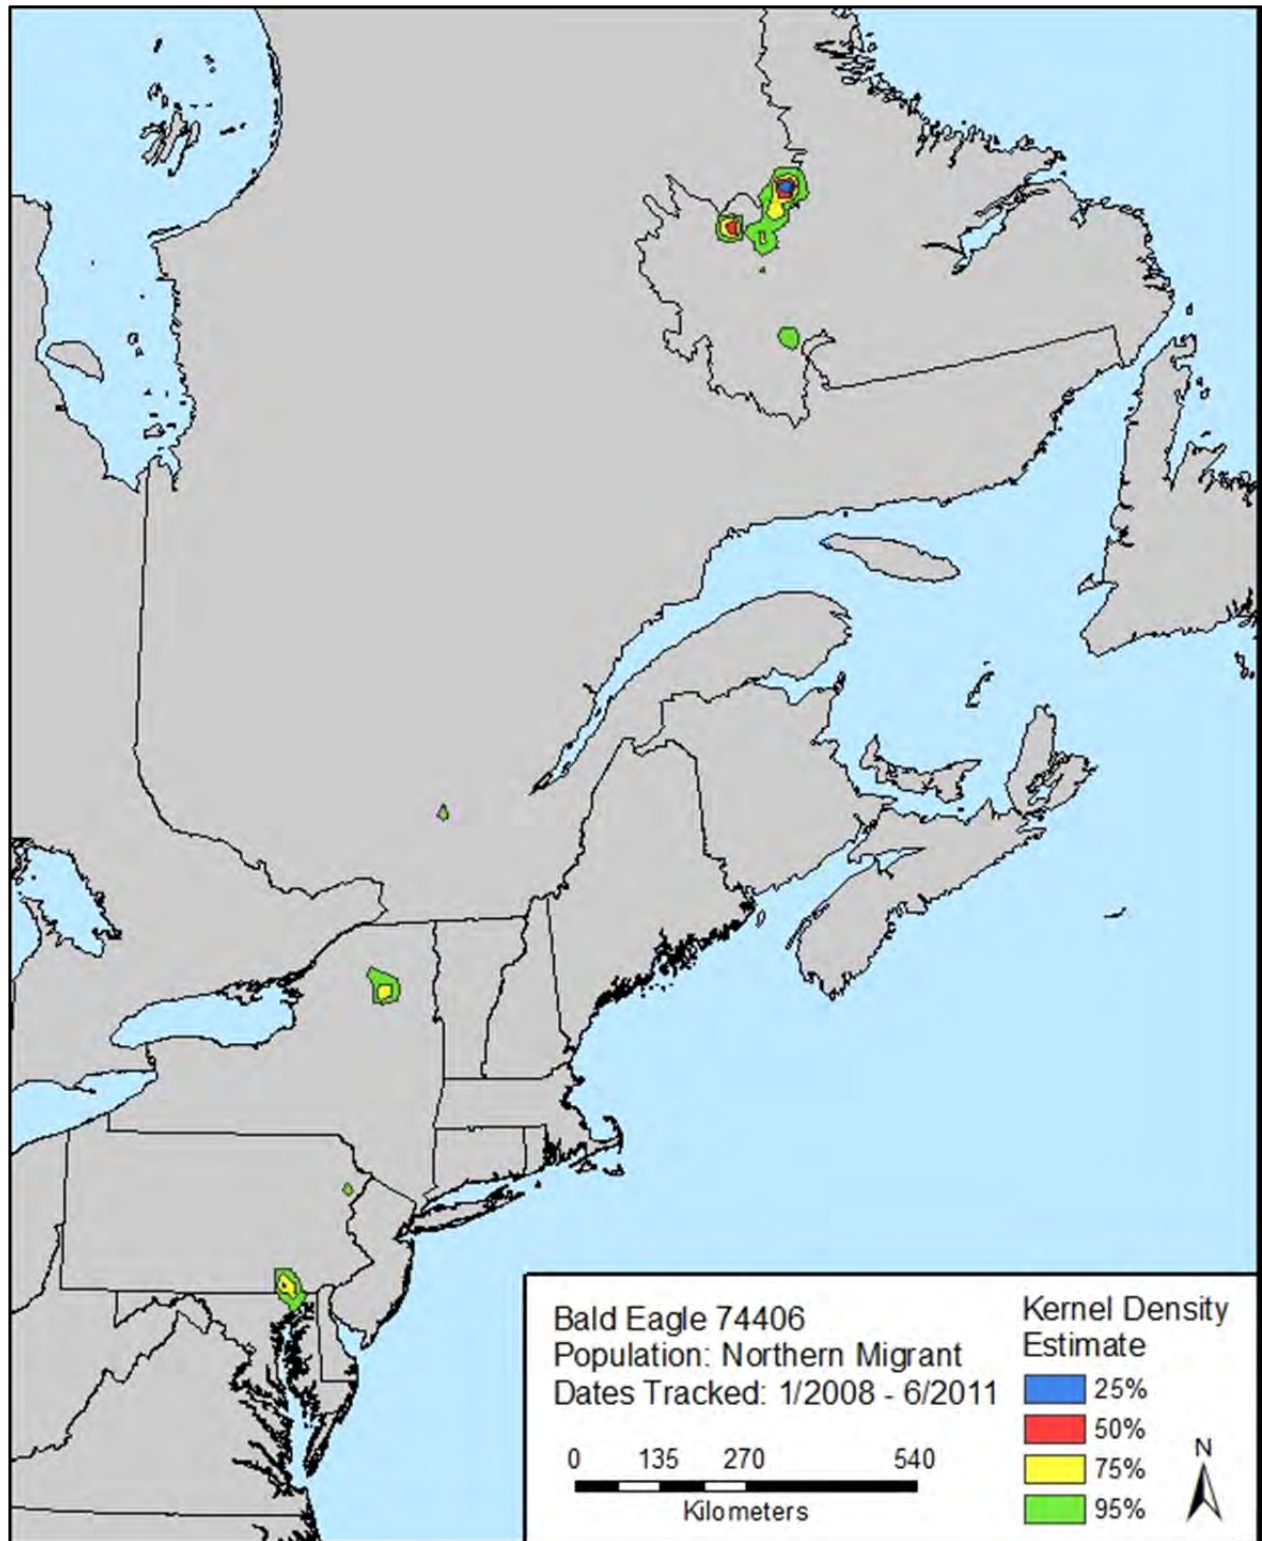 Bald Eagle 74406
Population: Northern Migrant
Dates Tracked: 1/2008 - 6/2011
0 135 270 540
Kilometers
Kernel Density
Estimate
25%
50%
75%
95%
N